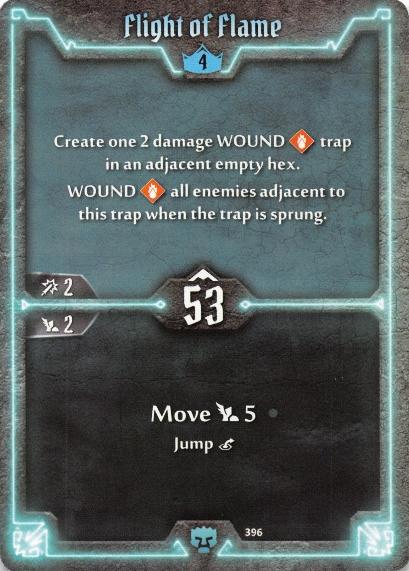 Flight of Flame
4
Create one 2 damage WOUND trap
in an adjacent empty hex.
WOUND all enemies adjacent to
this trap when the trap is sprung.
2
53
2
Move 5
Jump
396